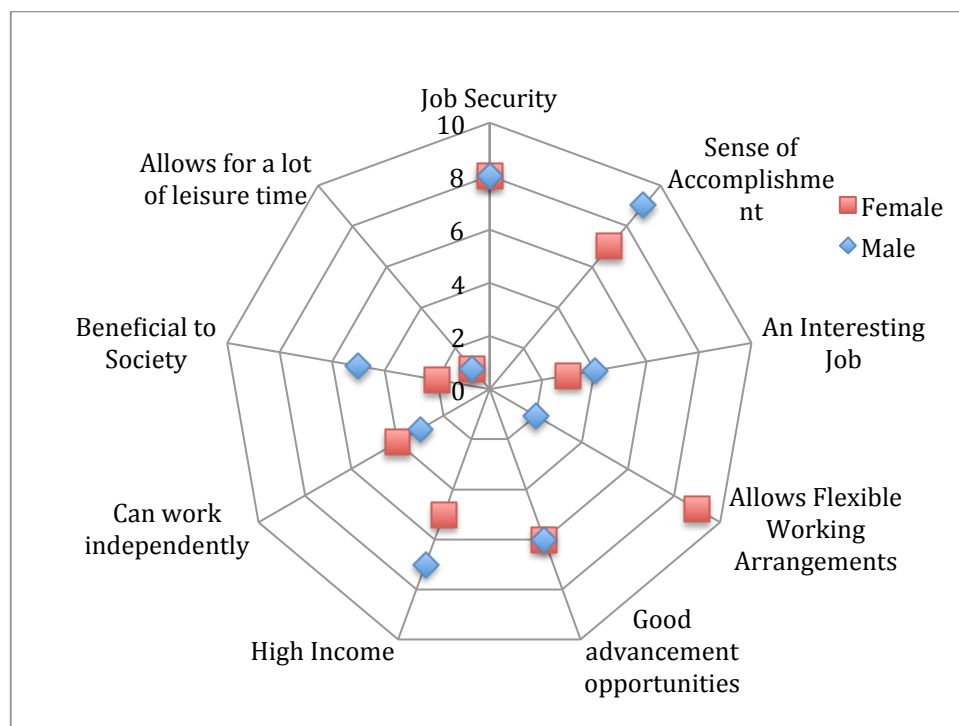 Job Security
10
8
6
4
2
0
Sense of
Accomplishme
nt
An Interesting
Job
Allows Flexible
Working
Arrangements
Good
advancement
opportunities
High Income
Can work
independently
Beneficial to
Society
Allows for a lot
of leisure time
Female
Male